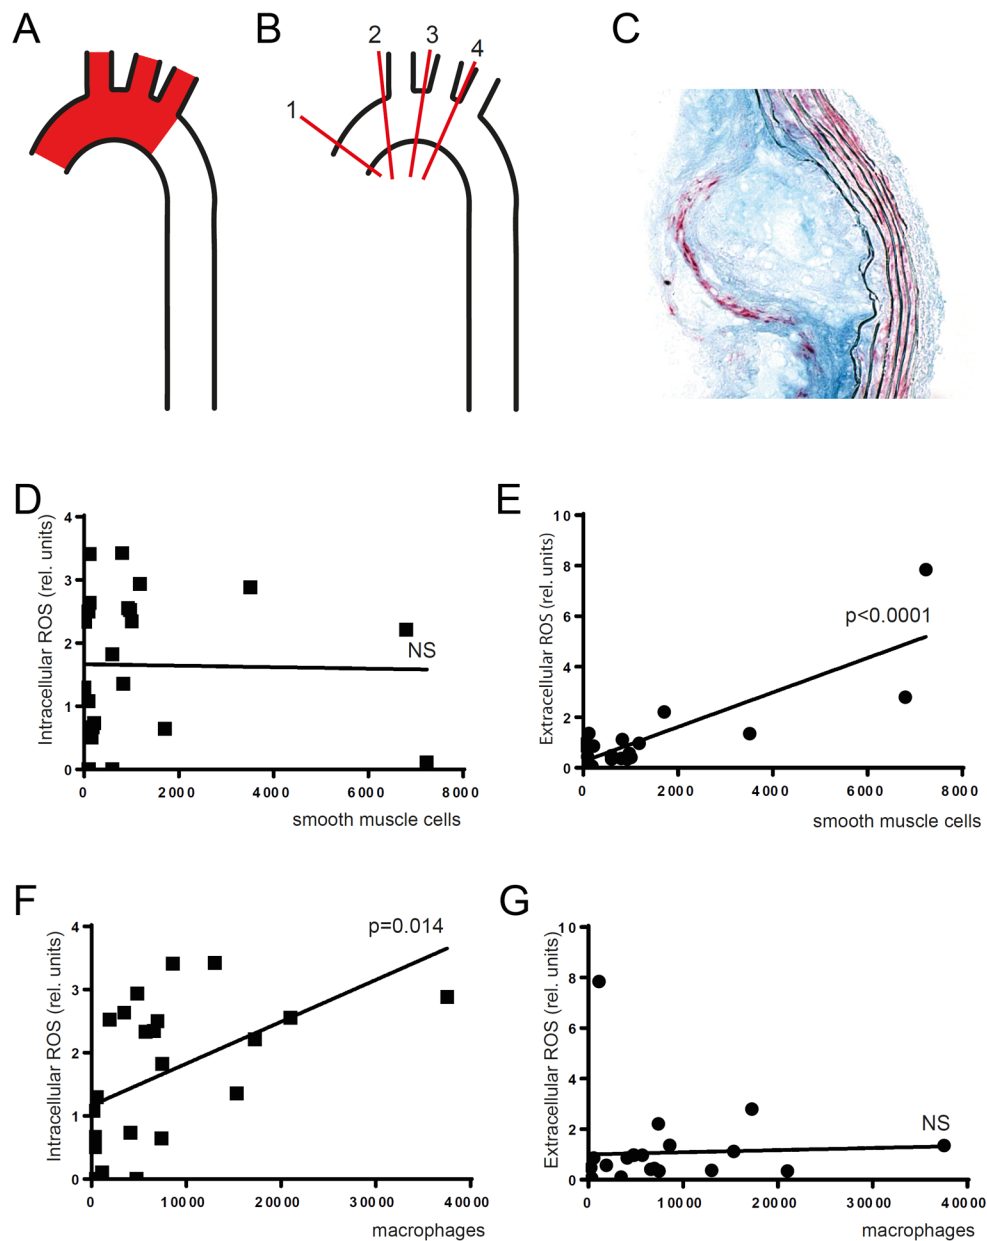 A
B
C
1
2
3
4
D
Intracellular ROS (rel. units)
4
3
2
1
0
NS
0
2000
4000
6000
8000
smooth muscle cells
E
Extracellular ROS (rel. units)
10
8
6
4
2
0
p<0.0001
0
2000
4000
6000
8000
smooth muscle cells
F
Intracellular ROS (rel. units)
4
3
2
1
0
p=0.014
0
10000
20000
30000
40000
macrophages
G
Extracellular ROS (rel. units)
10
8
6
4
2
0
NS
0
10000
20000
30000
40000
macrophages